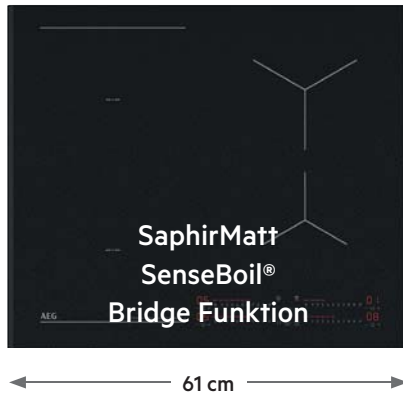 SaphirMatt
SenseBoil®
Bridge Funktion
AEG
61 cm